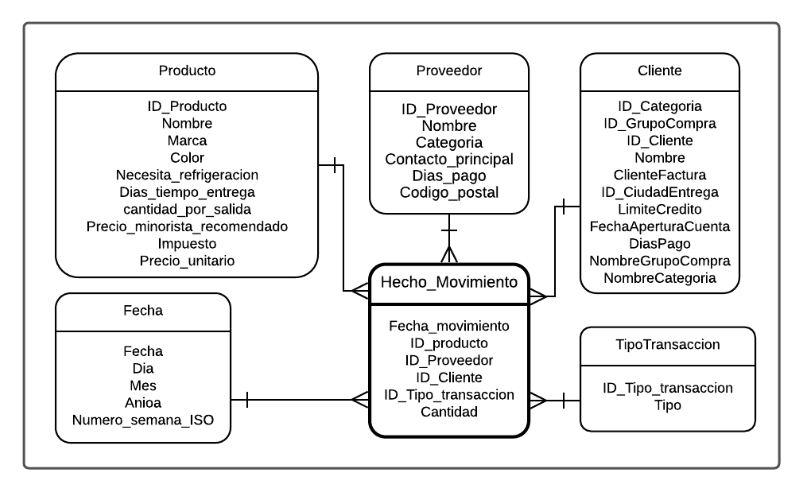 Producto
ID_Producto
Nombre
Marca
Color
Necesita_refrigeracion
Dias_tiempo_entrega
cantidad_por_salida
Precio_minorista_recomendado
Impuesto
Precio_unitario
Proveedor
ID_Proveedor
Nombre
Categoria
Contacto_principal
Dias_pago
Codigo_postal
Cliente
ID_Categoria
ID_GrupoCompra
ID_Cliente
Nombre
ClienteFactura
ID_CiudadEntrega
LimiteCredito
FechaAperturaCuenta
DiasPago
NombreGrupoCompra
NombreCategoria
Fecha
Fecha
Dia
Mes
Anioa
Numero_semana_ISO
Hecho_Movimiento
Fecha_movimiento
ID_producto
ID_Proveedor
ID_Cliente
ID_Tipo_transaccion
Cantidad
TipoTransaccion
ID_Tipo_transaccion
Tipo